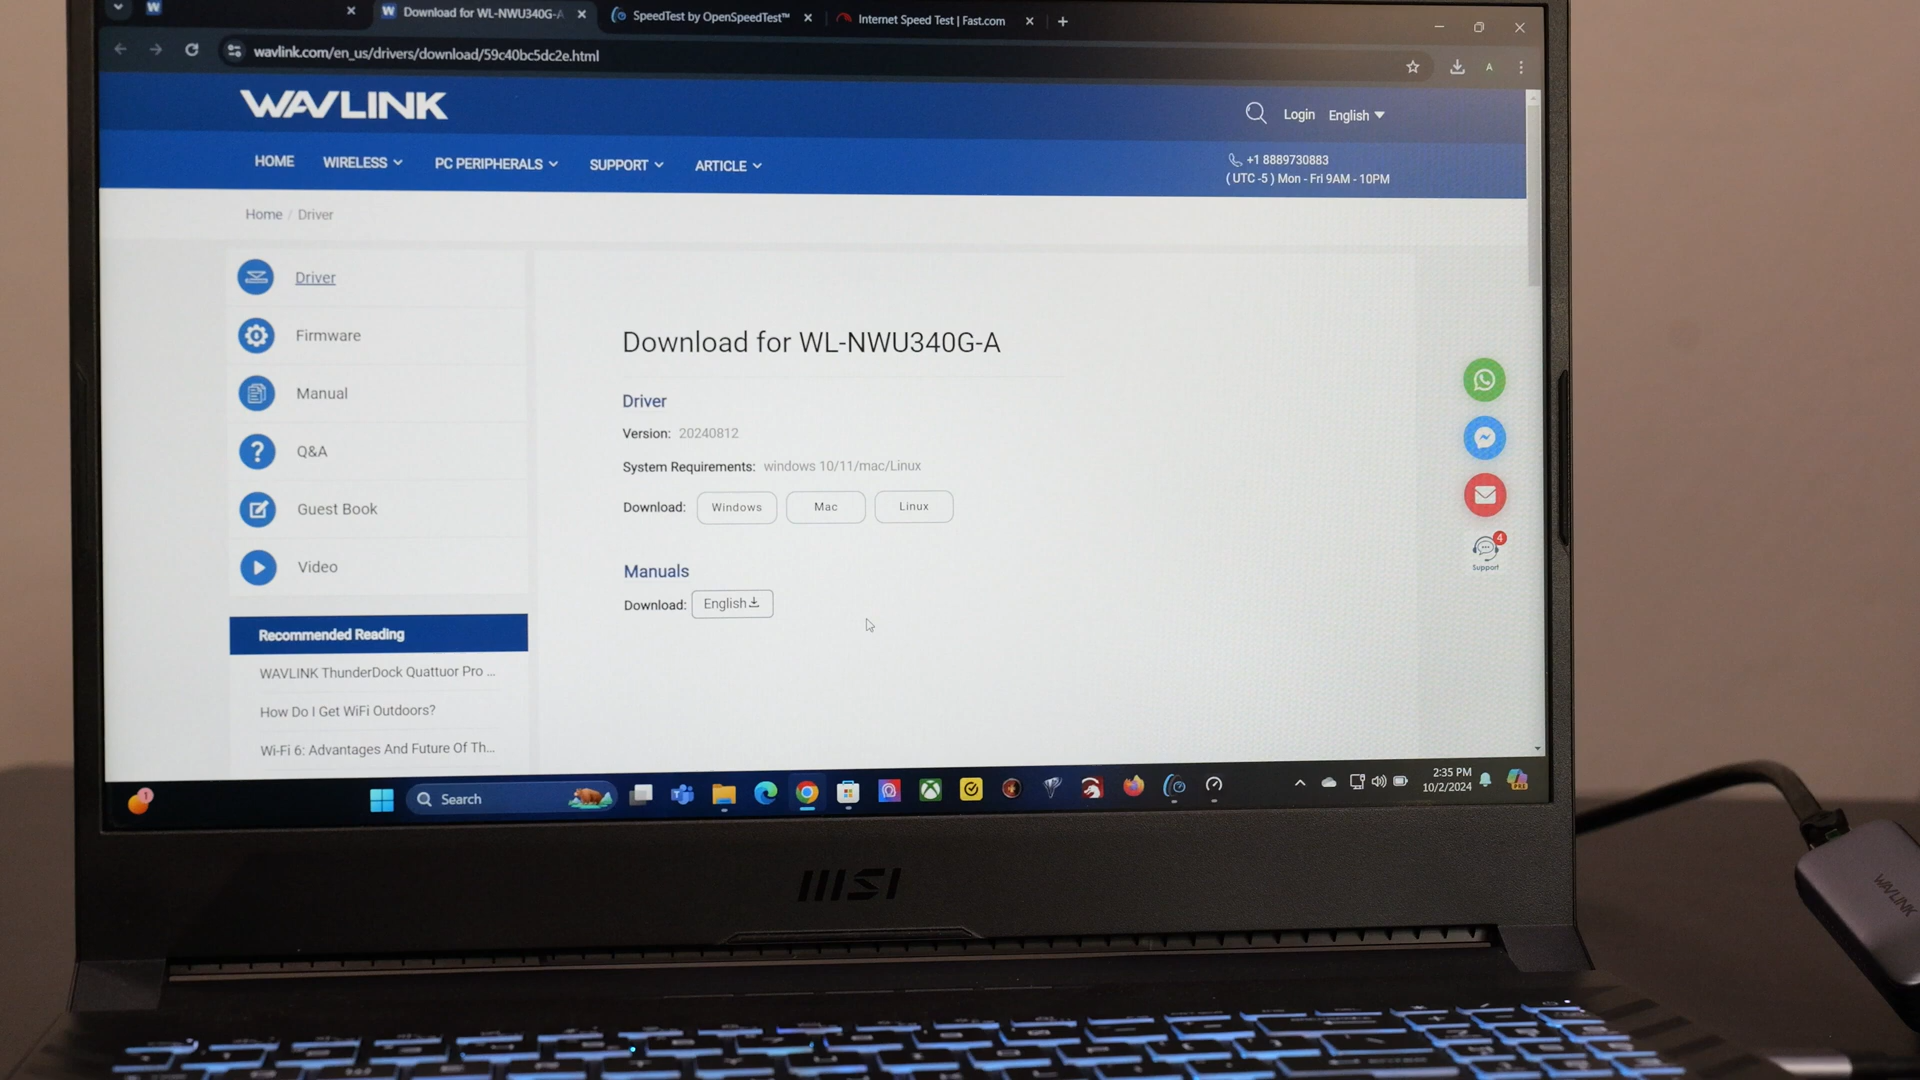 Download for WL-NWU340G-A
SpeedTest by OpenSpeedTest™
Internet Speed Test | Fast.com
wavlink.com/en_us/drivers/download/59c40bc5dc2e.html
A
WAVLINK
Login
English
HOME
WIRELESS
PC PERIPHERALS
SUPPORT
ARTICLE
+1 8889730883
( UTC -5 ) Mon - Fri 9AM - 10PM
Home / Driver
Driver
Firmware
Manual
Q&A
Guest Book
Video
Recommended Reading
WAVLINK ThunderDock Quattuor Pro ...
How Do I Get WiFi Outdoors?
Wi-Fi 6: Advantages And Future Of Th...
Download for WL-NWU340G-A
Driver
Version: 20240812
System Requirements: windows 10/11/mac/Linux
Download: Windows Mac Linux
Manuals
Download: English
4
Support
1
Search
2:35 PM
10/2/2024
msi
WAVLINK